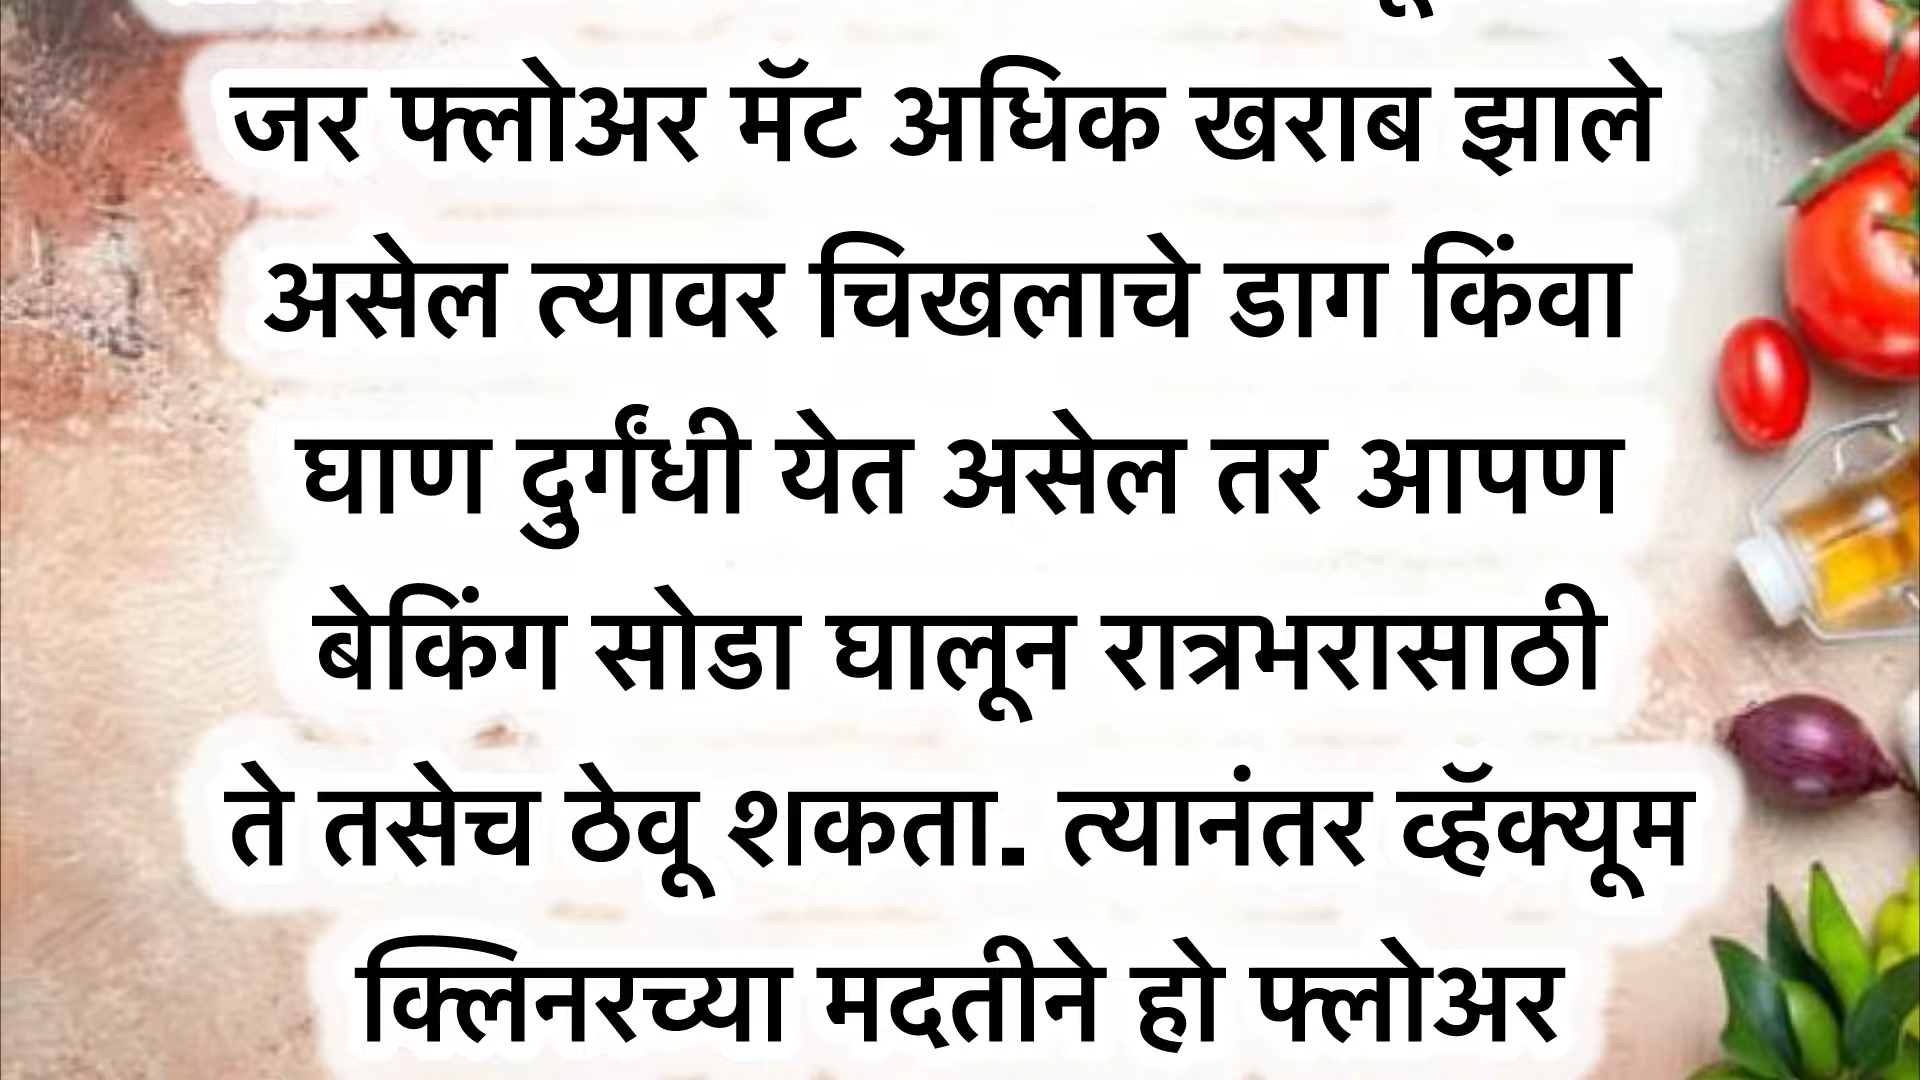 जर फ्लोअर मॅट अधिक खराब झाले
असेल त्यावर चिखलाचे डाग किंवा
घाण दुर्गंधी येत असेल तर आपण
बेकिंग सोडा घालून रात्रभरासाठी
ते तसेच ठेवू शकता. त्यानंतर व्हॅक्यूम
क्लिनरच्या मदतीने हो फ्लोअर